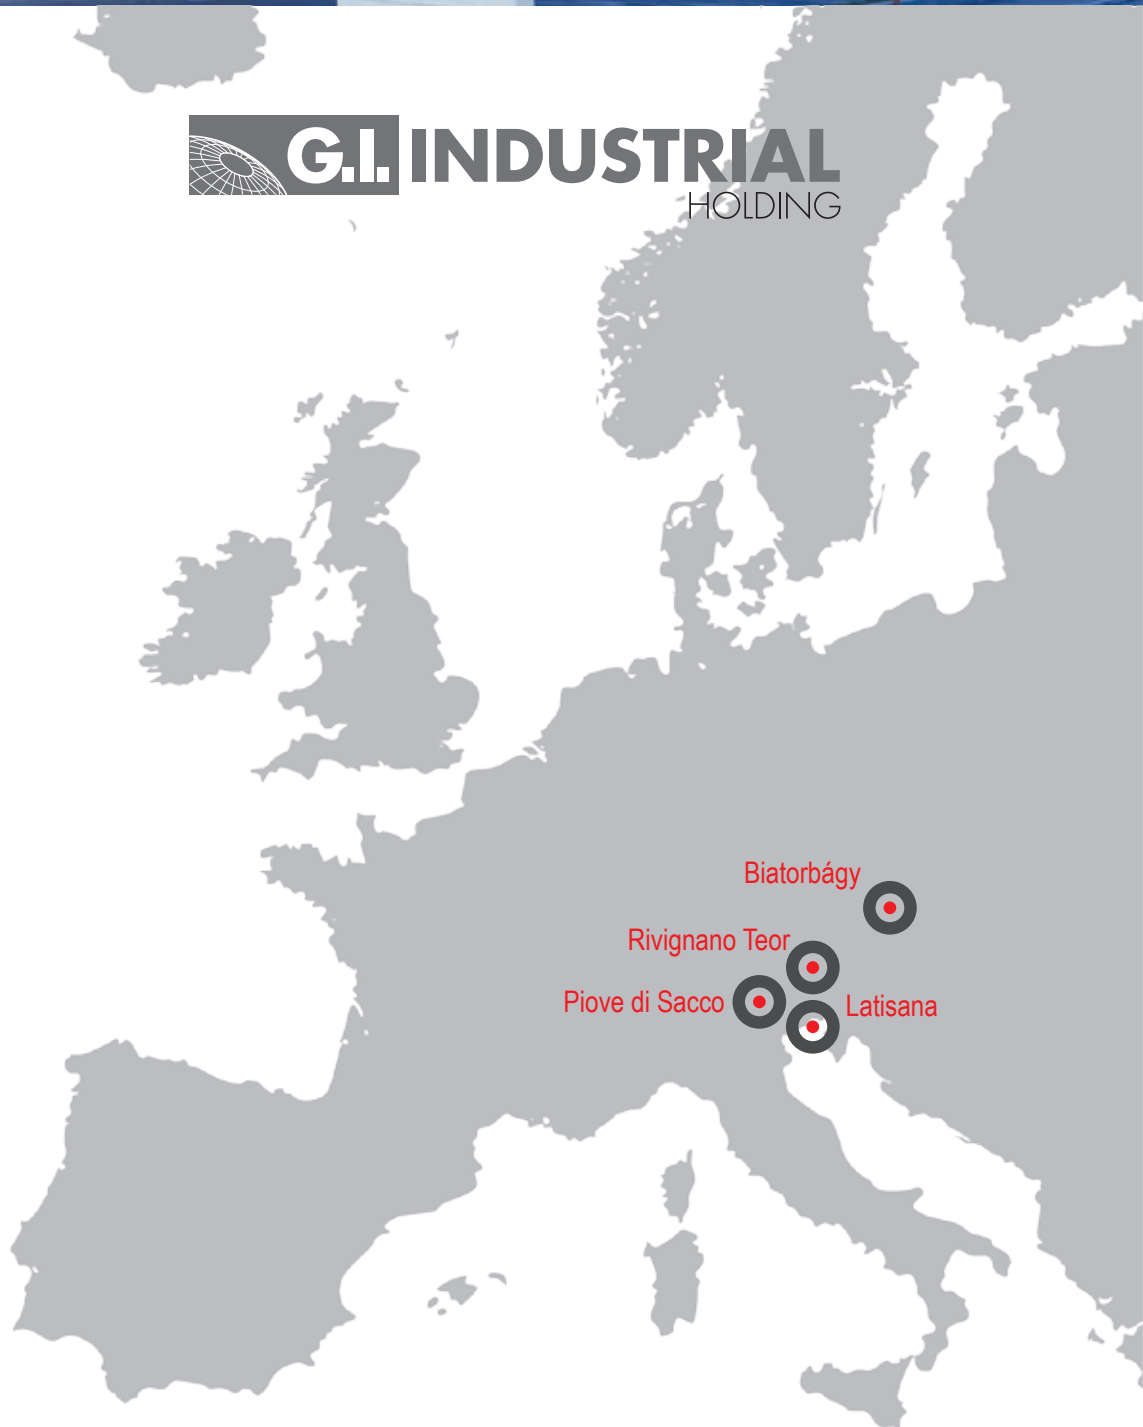 G.I. INDUSTRIAL
HOLDING
Biatorbágy
Rivignano Teor
Piove di Sacco
Latisana